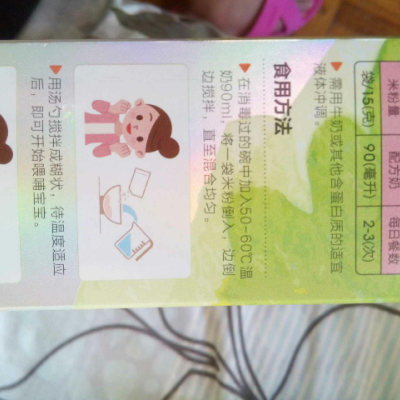 米粉量 配方奶 每日餐数
袋/15(克) 90(毫升) 2-3(次)
▶需用牛奶或其他含蛋白质的适宜
液体冲调。
食用方法
▶在消毒过的碗中加入50-60℃温
奶90ml，将一袋米粉倒入，边倒
边搅拌，直至混合均匀。
▶用汤勺搅拌成糊状，待温度适应
后，即可开始喂哺宝宝。